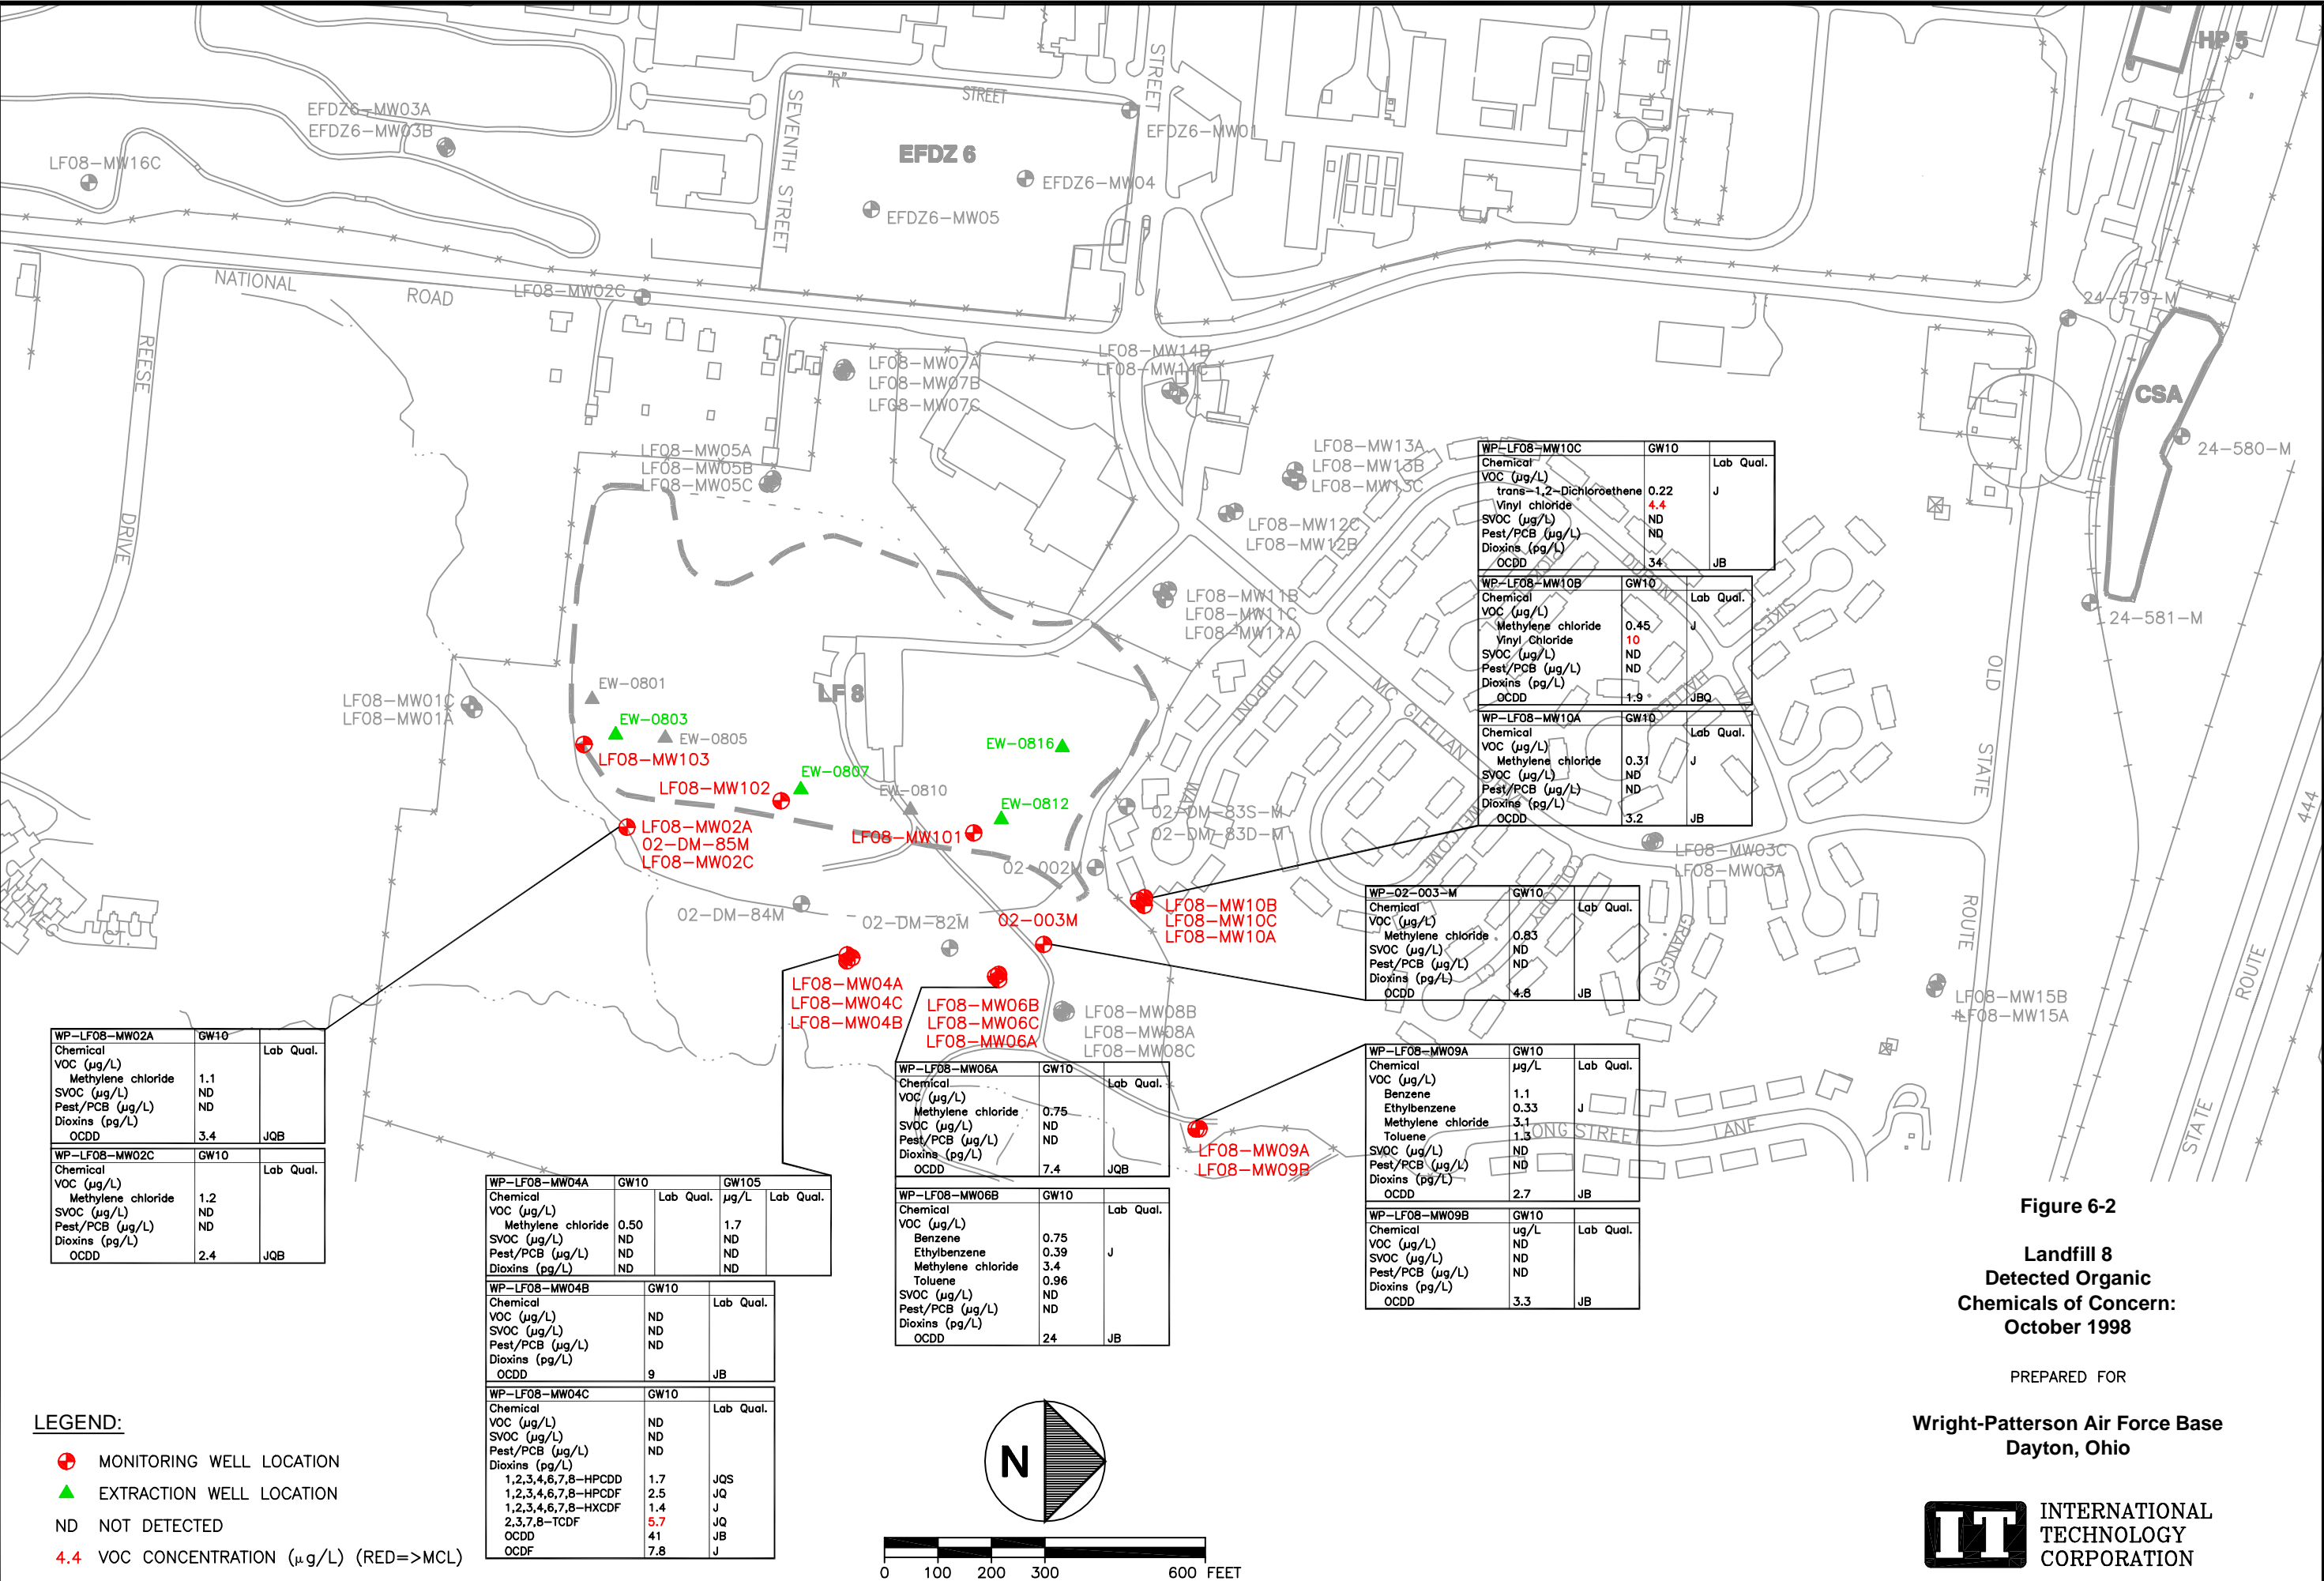 HP 5
"R"
STREET
STREET
SEVENTH STREET
EFDZ6-MW03A
EFDZ6-MW03B
EFDZ6-MW01
EFDZ 6
LF08-MW16C
EFDZ6-MW04
EFDZ6-MW05
NATIONAL ROAD
LF08-MW02C
24-579-M
REESE DRIVE
LF08-MW07A
LF08-MW07B
LF08-MW07C
LF08-MW14B
LF08-MW14C
CSA
24-580-M
24-581-M
LF08-MW05A
LF08-MW05B
LF08-MW05C
LF08-MW13A
LF08-MW13B
LF08-MW13C
LF08-MW12C
LF08-MW12B
LF08-MW11B
LF08-MW11C
LF08-MW11A
WP-LF08-MW10C GW10
Chemical Lab Qual.
VOC (µg/L)
trans-1,2-Dichloroethene 0.22 J
Vinyl chloride 4.4
SVOC (µg/L) ND
Pest/PCB (µg/L) ND
Dioxins (pg/L)
OCDD 34 JB
WP-LF08-MW10B GW10
Chemical Lab Qual.
VOC (µg/L)
Methylene chloride 0.45 J
Vinyl Chloride 10
SVOC (µg/L) ND
Pest/PCB (µg/L) ND
Dioxins (pg/L)
OCDD 1.9 JBQ
WP-LF08-MW10A GW10
Chemical Lab Qual.
VOC (µg/L)
Methylene chloride 0.31 J
SVOC (µg/L) ND
Pest/PCB (µg/L) ND
Dioxins (pg/L)
OCDD 3.2 JB
DUPONT
DUPONT
SIKES
MC CLELLAN
WELCOME
GRANGER
LONG STREET LANE
OLD STATE ROUTE
STATE ROUTE 444
LF08-MW01C
LF08-MW01A
EW-0801
EW-0803
EW-0805
LF08-MW103
LF 8
EW-0816
EW-0807
LF08-MW102
EW-0810
EW-0812
LF08-MW101
LF08-MW02A
02-DM-85M
LF08-MW02C
02-DM-83S-M
02-DM-83D-M
02-002M
LF08-MW03C
LF08-MW03A
CT.
02-DM-84M
02-DM-82M
02-003M
LF08-MW10B
LF08-MW10C
LF08-MW10A
LF08-MW04A
LF08-MW04C
LF08-MW04B
LF08-MW06B
LF08-MW06C
LF08-MW06A
LF08-MW08B
LF08-MW08A
LF08-MW08C
LF08-MW15B
LF08-MW15A
LF08-MW09A
LF08-MW09B
WP-02-003-M GW10
Chemical Lab Qual.
VOC (µg/L)
Methylene chloride 0.83
SVOC (µg/L) ND
Pest/PCB (µg/L) ND
Dioxins (pg/L)
OCDD 4.8 JB
WP-LF08-MW02A GW10
Chemical Lab Qual.
VOC (µg/L)
Methylene chloride 1.1
SVOC (µg/L) ND
Pest/PCB (µg/L) ND
Dioxins (pg/L)
OCDD 3.4 JQB
WP-LF08-MW02C GW10
Chemical Lab Qual.
VOC (µg/L)
Methylene chloride 1.2
SVOC (µg/L) ND
Pest/PCB (µg/L) ND
Dioxins (pg/L)
OCDD 2.4 JQB
WP-LF08-MW04A GW10 GW105
Chemical Lab Qual. µg/L Lab Qual.
VOC (µg/L)
Methylene chloride 0.50 1.7
SVOC (µg/L) ND ND
Pest/PCB (µg/L) ND ND
Dioxins (pg/L) ND ND
WP-LF08-MW04B GW10
Chemical Lab Qual.
VOC (µg/L) ND
SVOC (µg/L) ND
Pest/PCB (µg/L) ND
Dioxins (pg/L)
OCDD 9 JB
WP-LF08-MW04C GW10
Chemical Lab Qual.
VOC (µg/L) ND
SVOC (µg/L) ND
Pest/PCB (µg/L) ND
Dioxins (pg/L)
1,2,3,4,6,7,8-HPCDD 1.7 JQS
1,2,3,4,6,7,8-HPCDF 2.5 JQ
1,2,3,4,6,7,8-HXCDF 1.4 J
2,3,7,8-TCDF 5.7 JQ
OCDD 41 JB
OCDF 7.8 J
WP-LF08-MW06A GW10
Chemical Lab Qual.
VOC (µg/L)
Methylene chloride 0.75
SVOC (µg/L) ND
Pest/PCB (µg/L) ND
Dioxins (pg/L)
OCDD 7.4 JQB
WP-LF08-MW06B GW10
Chemical Lab Qual.
VOC (µg/L)
Benzene 0.75
Ethylbenzene 0.39 J
Methylene chloride 3.4
Toluene 0.96
SVOC (µg/L) ND
Pest/PCB (µg/L) ND
Dioxins (pg/L)
OCDD 24 JB
WP-LF08-MW09A GW10
Chemical µg/L Lab Qual.
VOC (µg/L)
Benzene 1.1
Ethylbenzene 0.33 J
Methylene chloride 3.1
Toluene 1.3
SVOC (µg/L) ND
Pest/PCB (µg/L) ND
Dioxins (pg/L)
OCDD 2.7 JB
WP-LF08-MW09B GW10
Chemical ug/L Lab Qual.
VOC (µg/L) ND
SVOC (µg/L) ND
Pest/PCB (µg/L) ND
Dioxins (pg/L)
OCDD 3.3 JB
LEGEND:
MONITORING WELL LOCATION
EXTRACTION WELL LOCATION
ND NOT DETECTED
4.4 VOC CONCENTRATION (µg/L) (RED=>MCL)
N
0 100 200 300 600 FEET
Figure 6-2
Landfill 8
Detected Organic
Chemicals of Concern:
October 1998
PREPARED FOR
Wright-Patterson Air Force Base
Dayton, Ohio
IT
INTERNATIONAL
TECHNOLOGY
CORPORATION